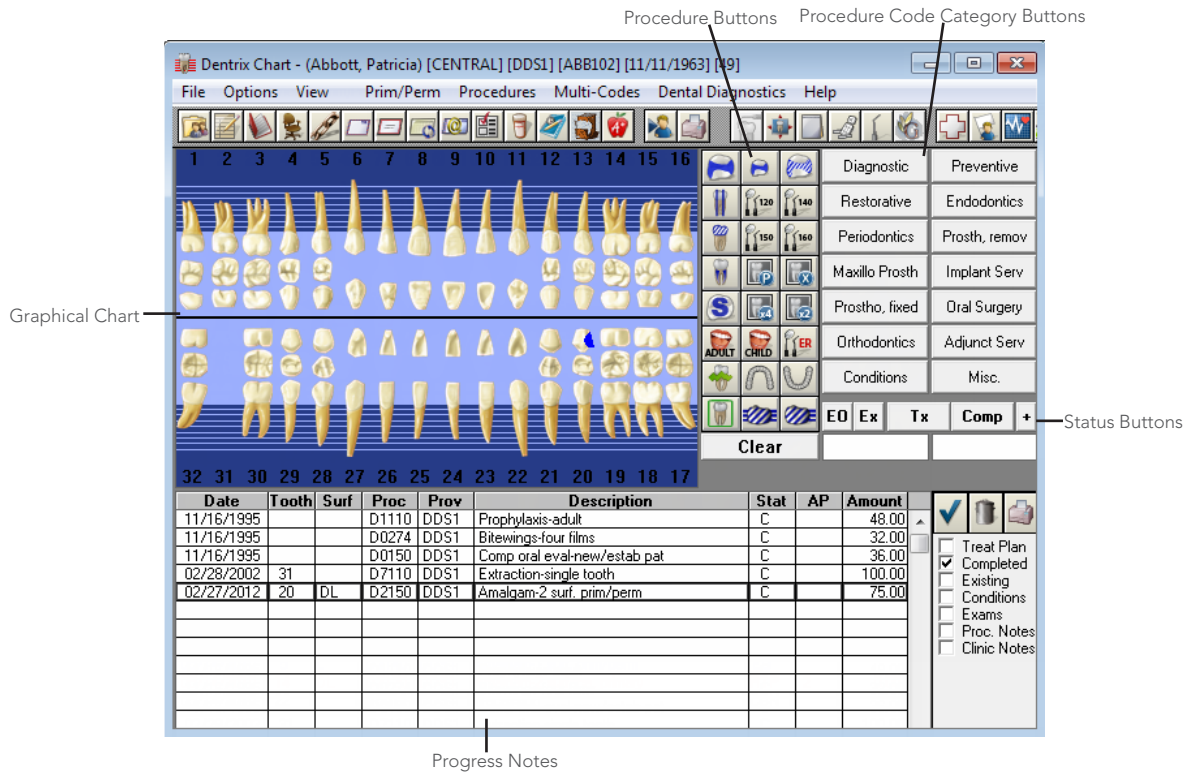 Procedure Buttons Procedure Code Category Buttons
Dentrix Chart - (Abbott, Patricia) [CENTRAL] [DDS1] [ABB102] [11/11/1963] [49]
File Options View Prim/Perm Procedures Multi-Codes Dental Diagnostics Help
1 2 3 4 5 6 7 8 9 10 11 12 13 14 15 16
Diagnostic Preventive
120 140 Restorative Endodontics
150 160 Periodontics Prosth, remov
P X Maxillo Prosth Implant Serv
Graphical Chart
S x4 x2 Prostho, fixed Oral Surgery
ADULT CHILD ER Orthodontics Adjunct Serv
Conditions Misc.
EO Ex Tx Comp +
Status Buttons
Clear
32 31 30 29 28 27 26 25 24 23 22 21 20 19 18 17
Date Tooth Surf Proc Prov Description Stat AP Amount
11/16/1995 D1110 DDS1 Prophylaxis-adult C 48.00
11/16/1995 D0274 DDS1 Bitewings-four films C 32.00
11/16/1995 D0150 DDS1 Comp oral eval-new/estab pat C 36.00
02/28/2002 31 D7110 DDS1 Extraction-single tooth C 100.00
02/27/2012 20 DL D2150 DDS1 Amalgam-2 surf. prim/perm C 75.00
Treat Plan
Completed
Existing
Conditions
Exams
Proc. Notes
Clinic Notes
Progress Notes